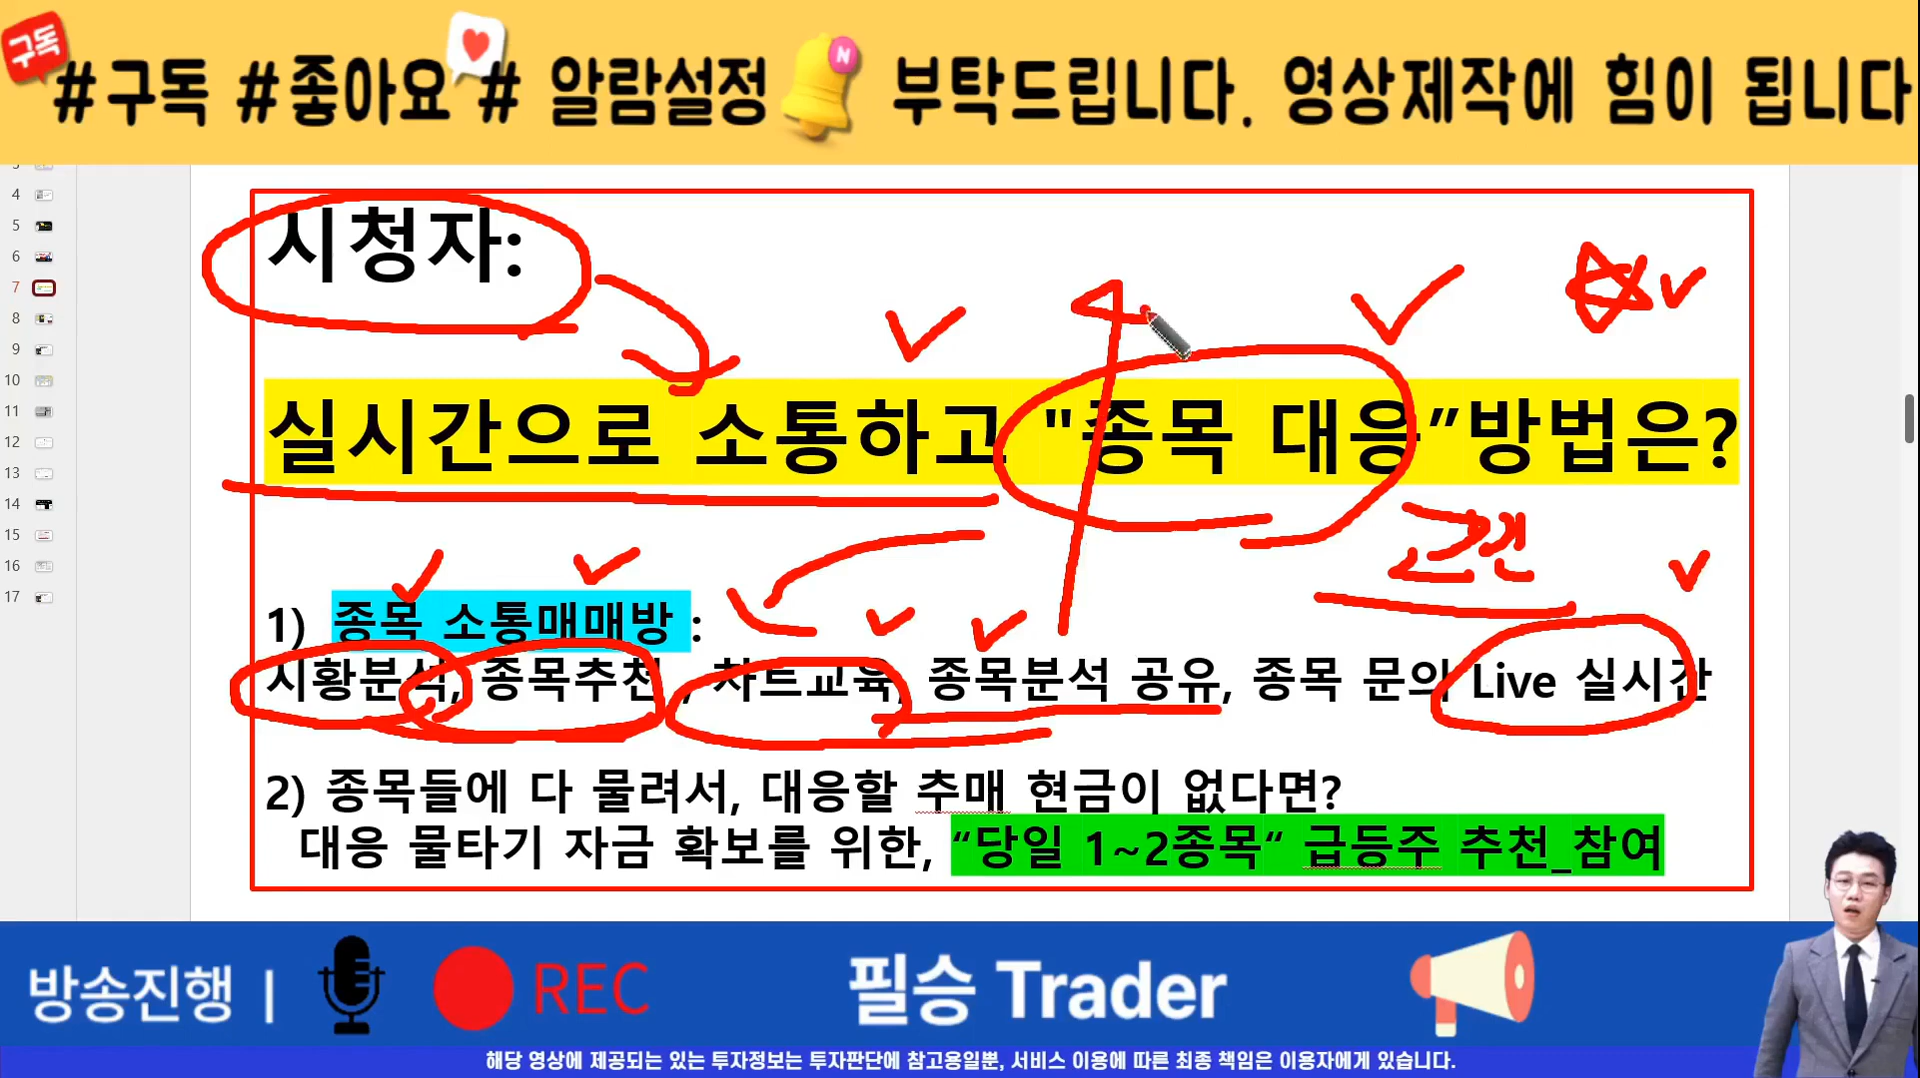 구독
#구독 #좋아요 # 알람설정 N 부탁드립니다. 영상제작에 힘이 됩니다
4
5
6
7
8
9
10
11
12
13
14
15
16
17
시청자:
실시간으로 소통하고 "종목 대응”방법은?
1) 종목 소통매매방 :
시황분석, 종목추천 , 차트교육, 종목분석 공유, 종목 문의 Live 실시간
2) 종목들에 다 물려서, 대응할 추매 현금이 없다면?
대응 물타기 자금 확보를 위한, “당일 1~2종목“ 급등주 추천_참여
방송진행 | REC 필승 Trader
해당 영상에 제공되는 있는 투자정보는 투자판단에 참고용일뿐, 서비스 이용에 따른 최종 책임은 이용자에게 있습니다.